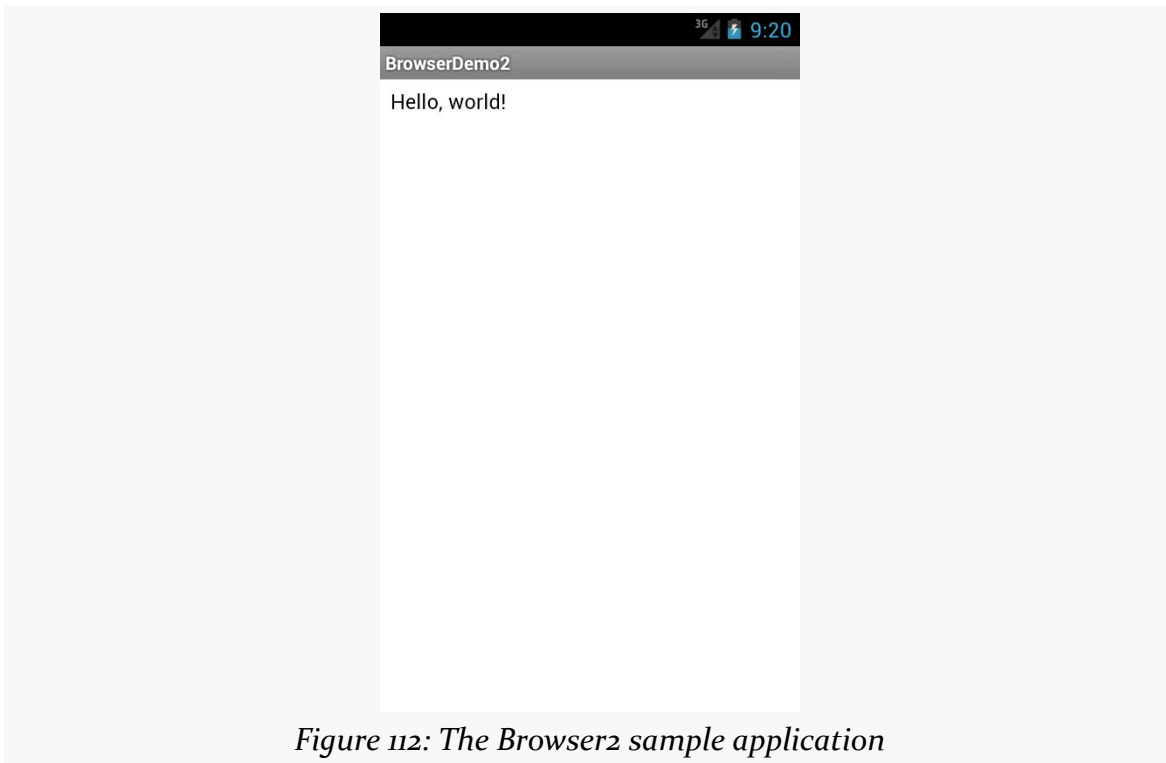 3G 9:20
BrowserDemo2
Hello, world!
Figure 112: The Browser2 sample application